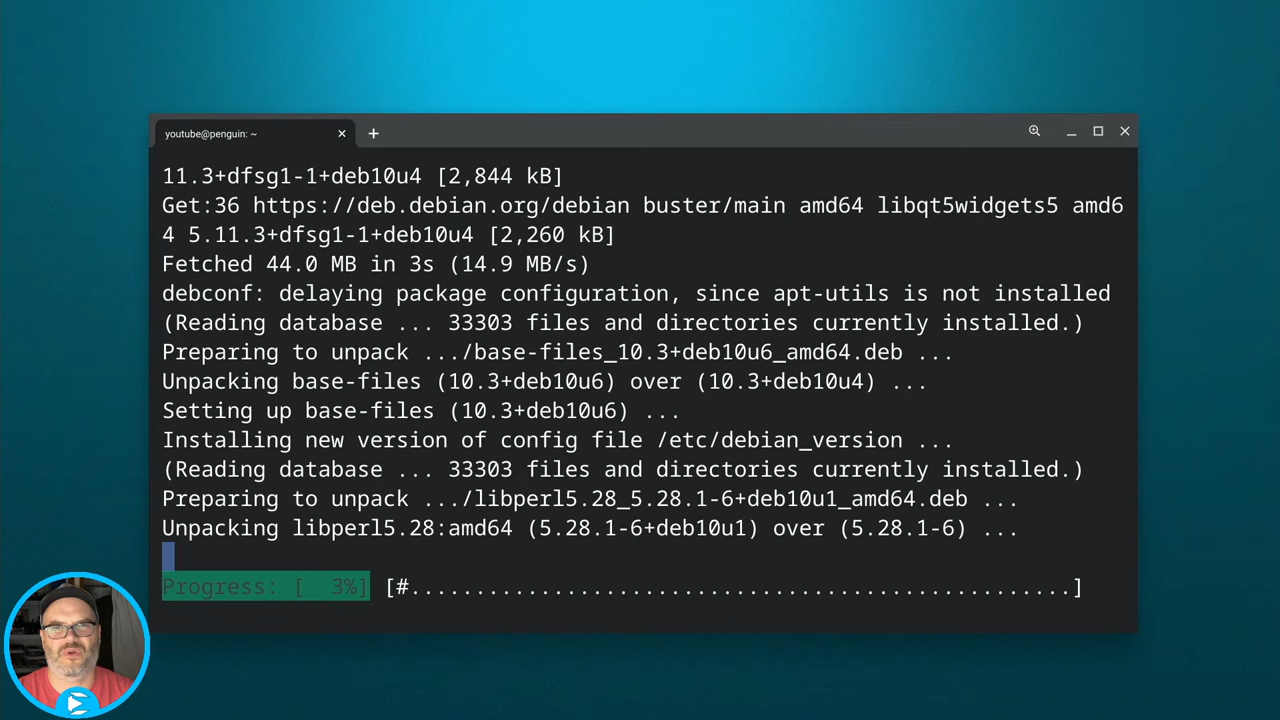 youtube@penguin: ~
11.3+dfsg1-1+deb10u4 [2,844 kB]
Get:36 https://deb.debian.org/debian buster/main amd64 libqt5widgets5 amd6
4 5.11.3+dfsg1-1+deb10u4 [2,260 kB]
Fetched 44.0 MB in 3s (14.9 MB/s)
debconf: delaying package configuration, since apt-utils is not installed
(Reading database ... 33303 files and directories currently installed.)
Preparing to unpack .../base-files_10.3+deb10u6_amd64.deb ...
Unpacking base-files (10.3+deb10u6) over (10.3+deb10u4) ...
Setting up base-files (10.3+deb10u6) ...
Installing new version of config file /etc/debian_version ...
(Reading database ... 33303 files and directories currently installed.)
Preparing to unpack .../libperl5.28_5.28.1-6+deb10u1_amd64.deb ...
Unpacking libperl5.28:amd64 (5.28.1-6+deb10u1) over (5.28.1-6) ...
Progress: [  3%] [#...................................................]